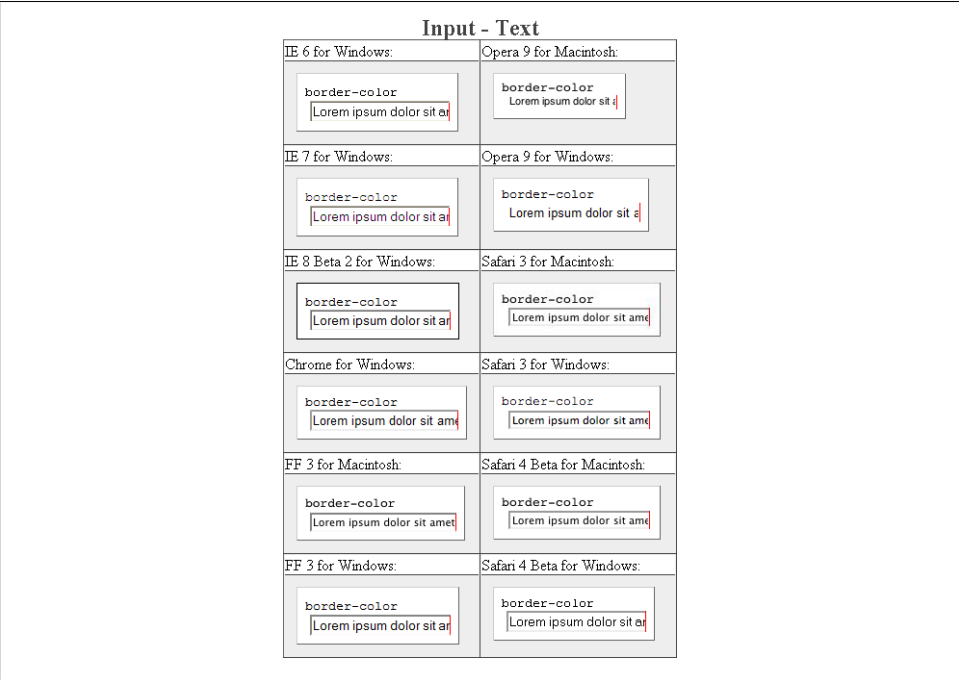 Input - Text
IE 6 for Windows:
border-color
Lorem ipsum dolor sit ar
Opera 9 for Macintosh:
border-color
Lorem ipsum dolor sit a
IE 7 for Windows:
border-color
Lorem ipsum dolor sit ar
Opera 9 for Windows:
border-color
Lorem ipsum dolor sit a
IE 8 Beta 2 for Windows:
border-color
Lorem ipsum dolor sit ar
Safari 3 for Macintosh:
border-color
Lorem ipsum dolor sit ame
Chrome for Windows:
border-color
Lorem ipsum dolor sit ame
Safari 3 for Windows:
border-color
Lorem ipsum dolor sit ame
FF 3 for Macintosh:
border-color
Lorem ipsum dolor sit amet
Safari 4 Beta for Macintosh:
border-color
Lorem ipsum dolor sit ame
FF 3 for Windows:
border-color
Lorem ipsum dolor sit ar
Safari 4 Beta for Windows:
border-color
Lorem ipsum dolor sit ar